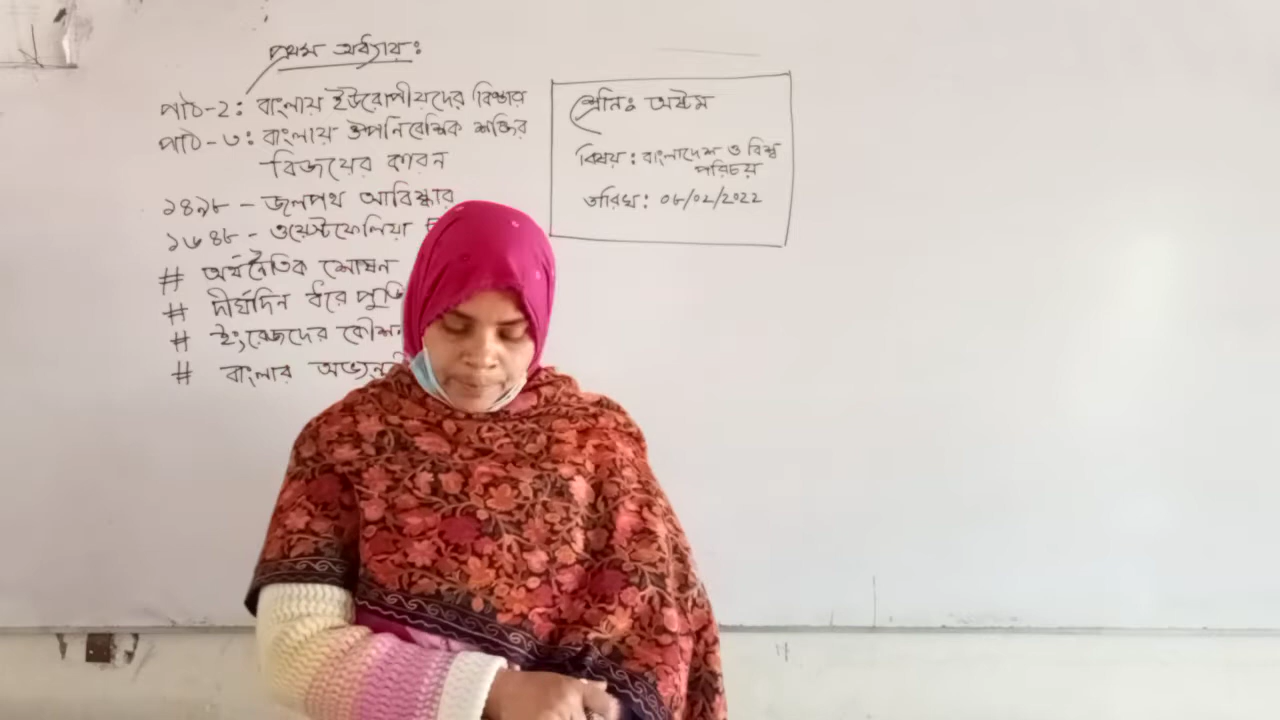 প্রথম অধ্যায়ঃ
পাঠ-২: বাংলায় ইউরোপীয়দের বিস্তার
পাঠ-৩: বাংলায় ঔপনিবেশিক শক্তির
বিজয়ের কারন
১৪৯৮ - জলপথ আবিষ্কার
১৬৪৮ - ওয়েস্টফেলিয়া
# অর্থনৈতিক শোষন
# দীর্ঘদিন ধরে
# ইংরেজদের
# বাংলার
শ্রেনিঃ অষ্টম
বিষয়: বাংলাদেশ ও বিশ্ব
পরিচয়
তারিখ: ০৮/০২/২০২২